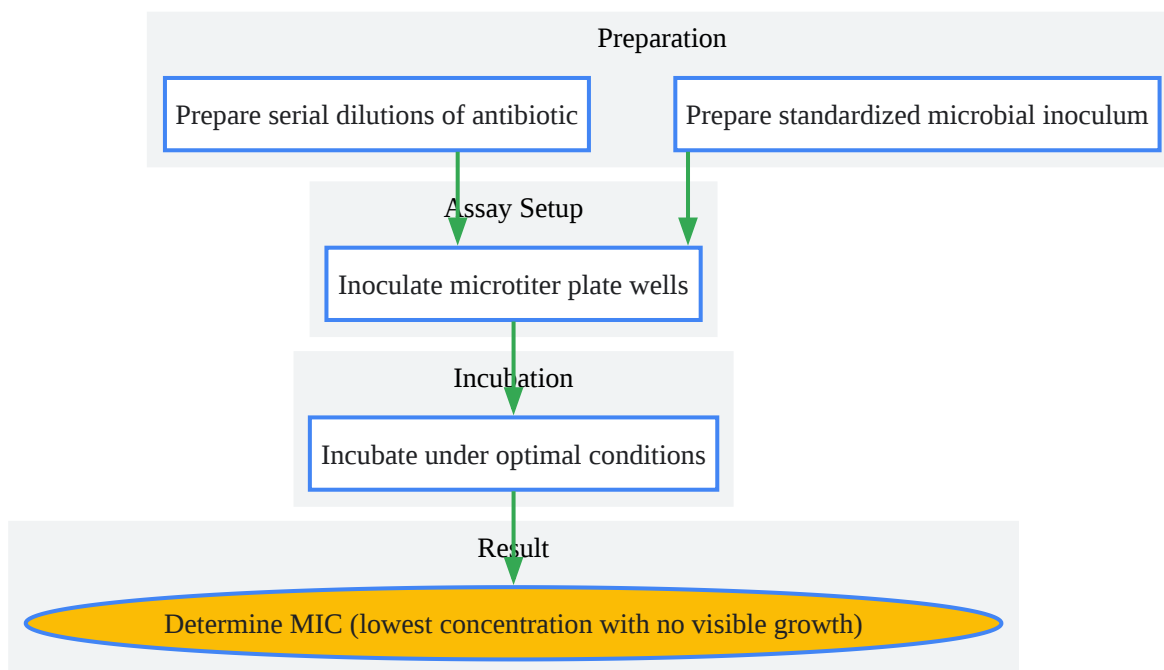 Preparation
Prepare serial dilutions of antibiotic
Prepare standardized microbial inoculum
Assay Setup
Inoculate microtiter plate wells
Incubation
Incubate under optimal conditions
Result
Determine MIC (lowest concentration with no visible growth)